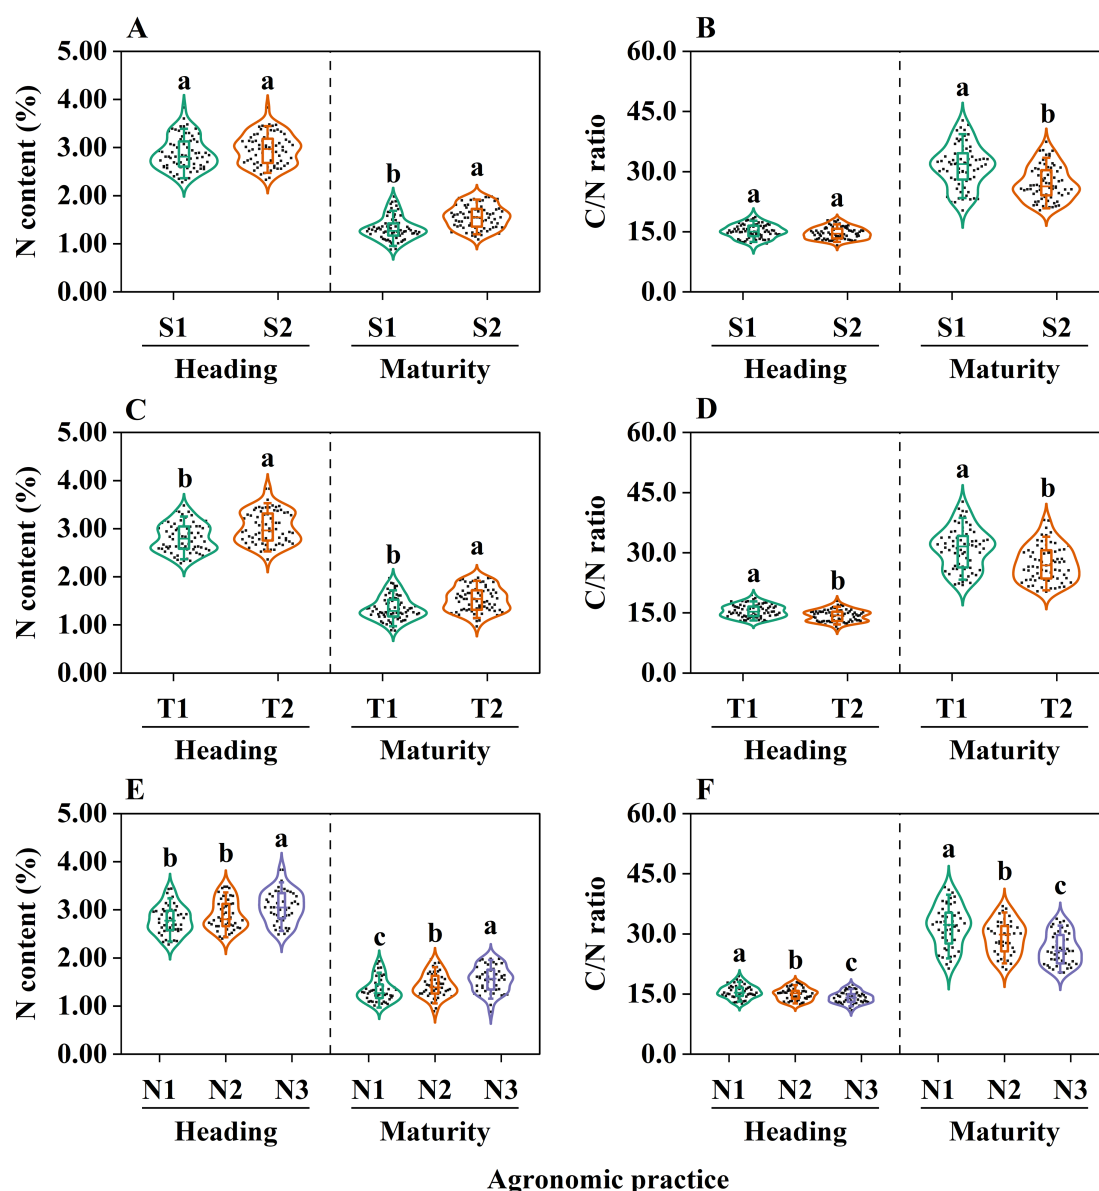 A
5.00
4.00
3.00
2.00
1.00
0.00
N content (%)
a
a
b
a
S1
S2
S1
S2
Heading
Maturity
B
60.0
45.0
30.0
15.0
0.0
C/N ratio
a
a
a
b
S1
S2
S1
S2
Heading
Maturity
C
5.00
4.00
3.00
2.00
1.00
0.00
N content (%)
b
a
b
a
T1
T2
T1
T2
Heading
Maturity
D
60.0
45.0
30.0
15.0
0.0
C/N ratio
a
b
a
b
T1
T2
T1
T2
Heading
Maturity
E
5.00
4.00
3.00
2.00
1.00
0.00
N content (%)
b
b
a
c
b
a
N1
N2
N3
N1
N2
N3
Heading
Maturity
F
60.0
45.0
30.0
15.0
0.0
C/N ratio
a
b
c
a
b
c
N1
N2
N3
N1
N2
N3
Heading
Maturity
Agronomic practice